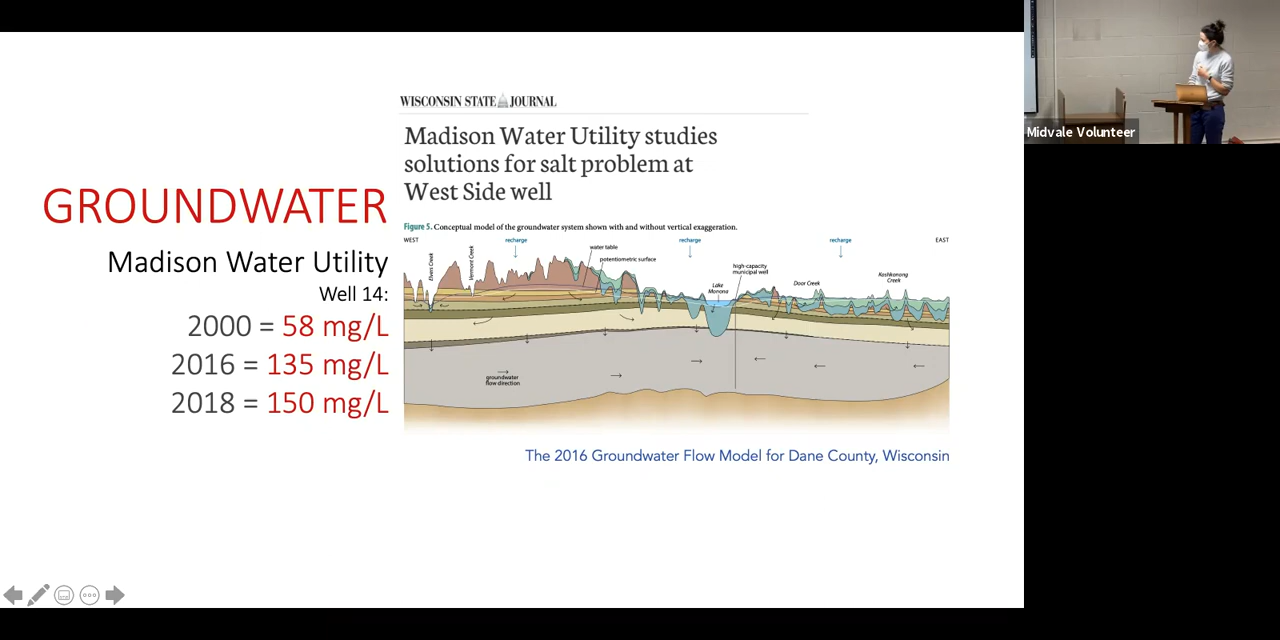 WISCONSIN STATE JOURNAL
Madison Water Utility studies
solutions for salt problem at
West Side well
GROUNDWATER
Madison Water Utility
Well 14:
2000 = 58 mg/L
2016 = 135 mg/L
2018 = 150 mg/L
Figure 5. Conceptual model of the groundwater system shown with and without vertical exaggeration.
WEST
recharge
recharge
recharge
EAST
Elvers Creek
Vermont Creek
water table
potentiometric surface
high-capacity
municipal well
Lake
Monona
Door Creek
Koshkonong
Creek
groundwater
flow direction
The 2016 Groundwater Flow Model for Dane County, Wisconsin
Midvale Volunteer